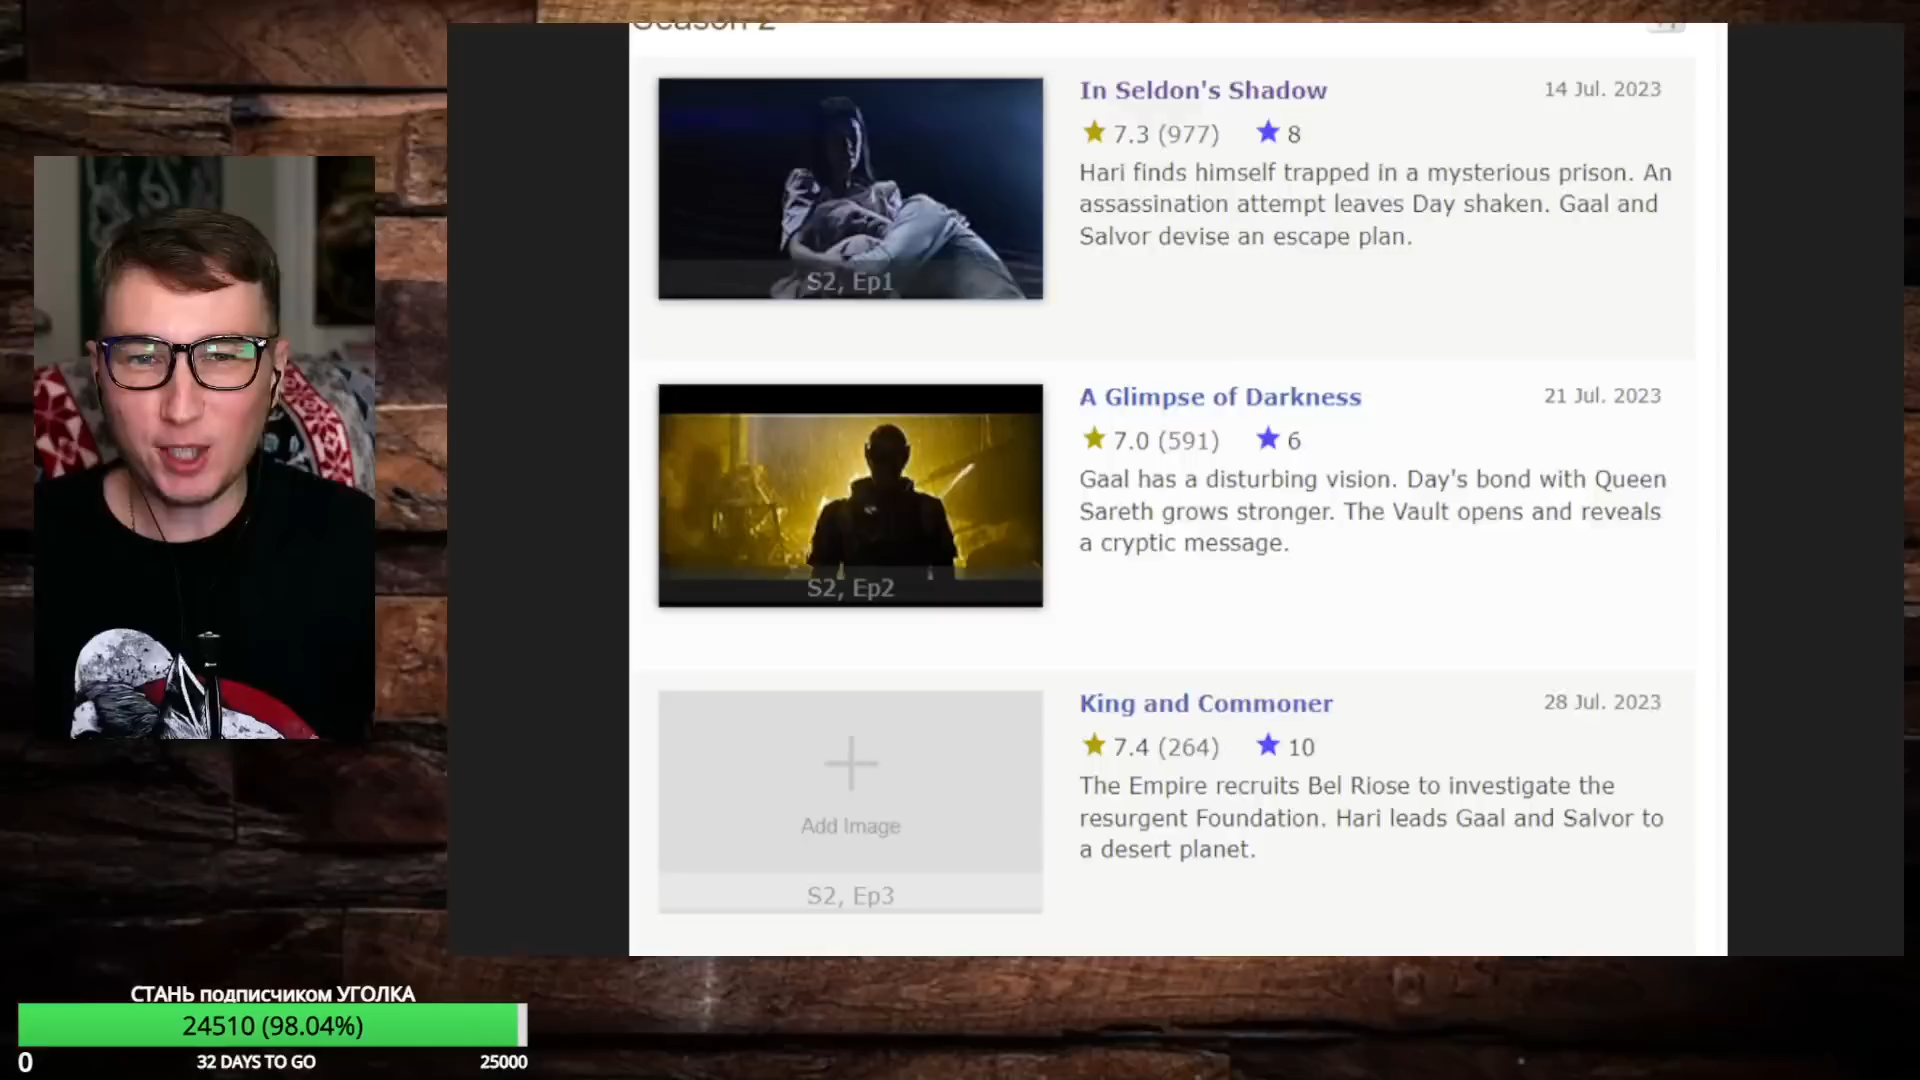 Season 2
In Seldon's Shadow
14 Jul. 2023
7.3 (977) 8
Hari finds himself trapped in a mysterious prison. An
assassination attempt leaves Day shaken. Gaal and
Salvor devise an escape plan.
S2, Ep1
A Glimpse of Darkness
21 Jul. 2023
7.0 (591) 6
Gaal has a disturbing vision. Day's bond with Queen
Sareth grows stronger. The Vault opens and reveals
a cryptic message.
S2, Ep2
King and Commoner
28 Jul. 2023
7.4 (264) 10
The Empire recruits Bel Riose to investigate the
resurgent Foundation. Hari leads Gaal and Salvor to
a desert planet.
Add Image
S2, Ep3
СТАНЬ подписчиком УГОЛКА
24510 (98.04%)
0 32 DAYS TO GO 25000